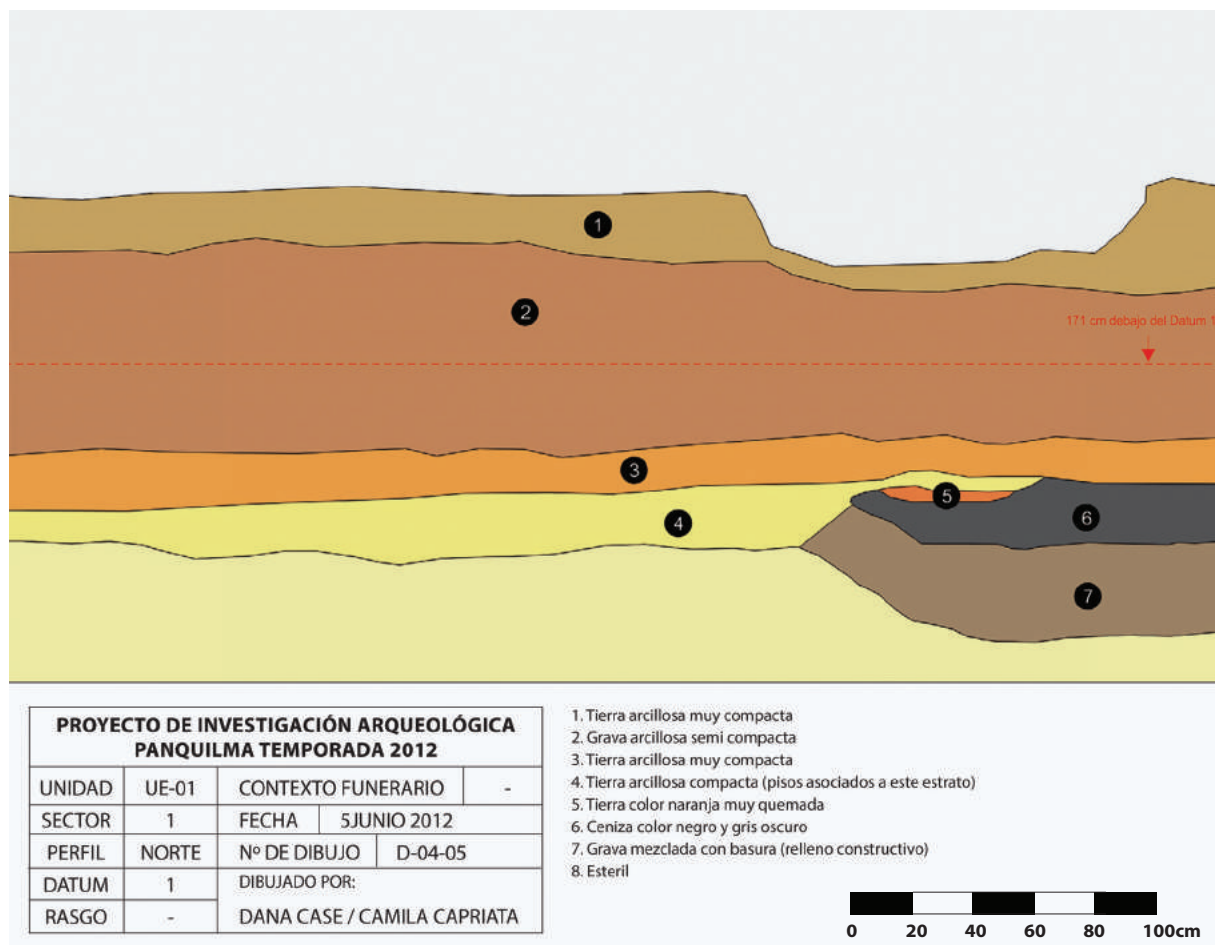 1
2
171 cm debajo del Datum 1
3
5
4
6
7
PROYECTO DE INVESTIGACIÓN ARQUEOLÓGICA
PANQUILMA TEMPORADA 2012
UNIDAD UE-01 CONTEXTO FUNERARIO -
SECTOR 1 FECHA 5JUNIO 2012
PERFIL NORTE Nº DE DIBUJO D-04-05
DATUM 1 DIBUJADO POR:
RASGO - DANA CASE / CAMILA CAPRIATA
1. Tierra arcillosa muy compacta
2. Grava arcillosa semi compacta
3. Tierra arcillosa muy compacta
4. Tierra arcillosa compacta (pisos asociados a este estrato)
5. Tierra color naranja muy quemada
6. Ceniza color negro y gris oscuro
7. Grava mezclada con basura (relleno constructivo)
8. Esteril
0 20 40 60 80 100cm